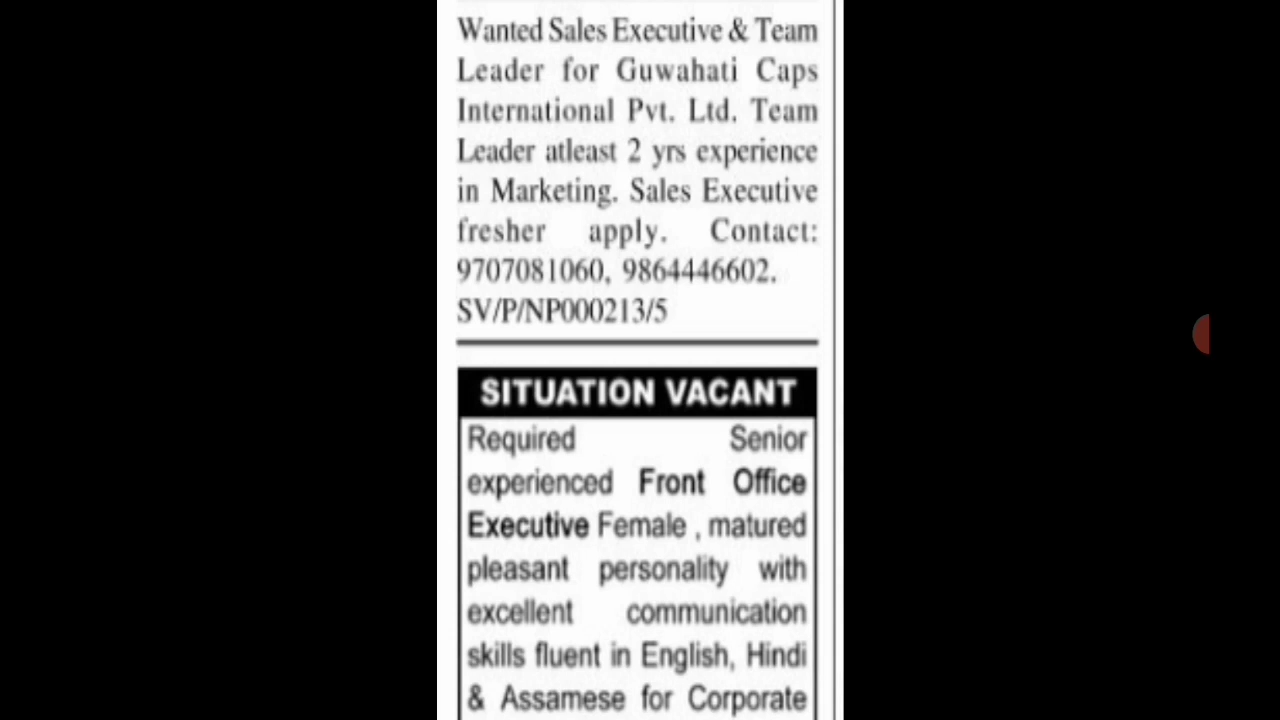 Wanted Sales Executive & Team
Leader for Guwahati Caps
International Pvt. Ltd. Team
Leader atleast 2 yrs experience
in Marketing. Sales Executive
fresher apply. Contact:
9707081060, 9864446602.
SV/P/NP000213/5
SITUATION VACANT
Required Senior
experienced Front Office
Executive Female , matured
pleasant personality with
excellent communication
skills fluent in English, Hindi
& Assamese for Corporate